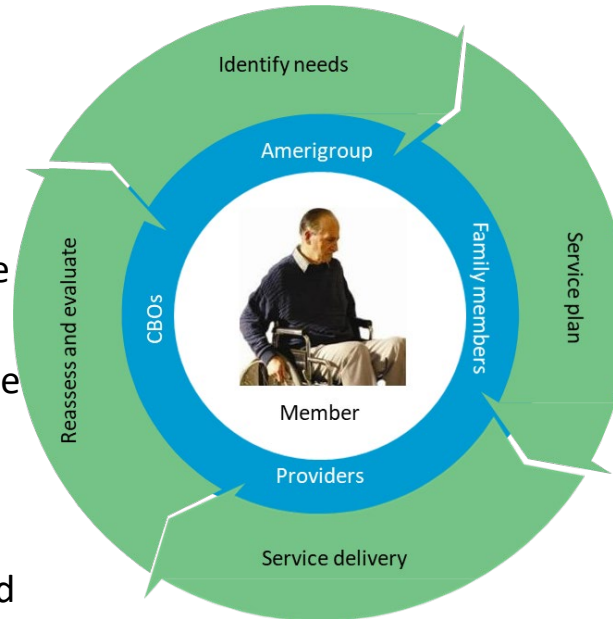 Identify needs
Amerigroup
Family members
Service plan
CBOs
Reassess and evaluate
Member
Providers
Service delivery